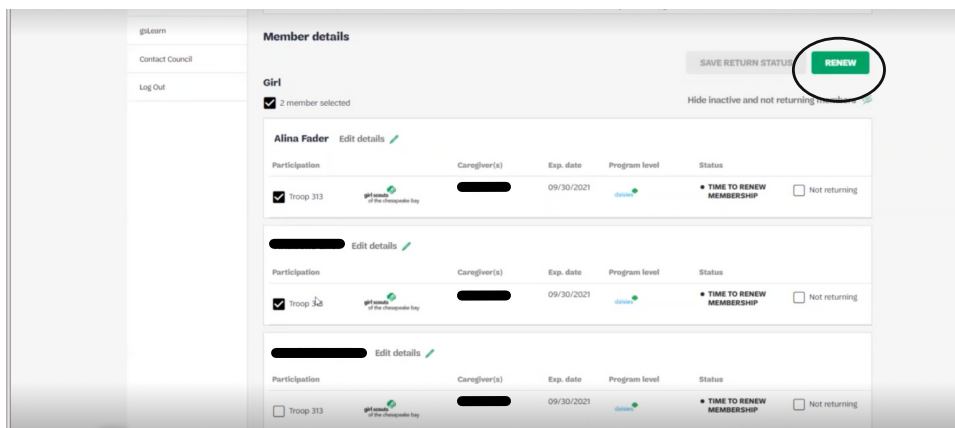 gsLearn
Member details
Contact Council
SAVE RETURN STATUS RENEW
Log Out
Girl
2 member selected
Hide inactive and not returning members
Alina Fader Edit details
Participation Caregiver(s) Exp. date Program level Status
Troop 313 girl scouts of the chesapeake bay 09/30/2021 daisies • TIME TO RENEW MEMBERSHIP Not returning
Edit details
Participation Caregiver(s) Exp. date Program level Status
Troop 313 girl scouts of the chesapeake bay 09/30/2021 daisies • TIME TO RENEW MEMBERSHIP Not returning
Edit details
Participation Caregiver(s) Exp. date Program level Status
Troop 313 girl scouts of the chesapeake bay 09/30/2021 daisies • TIME TO RENEW MEMBERSHIP Not returning